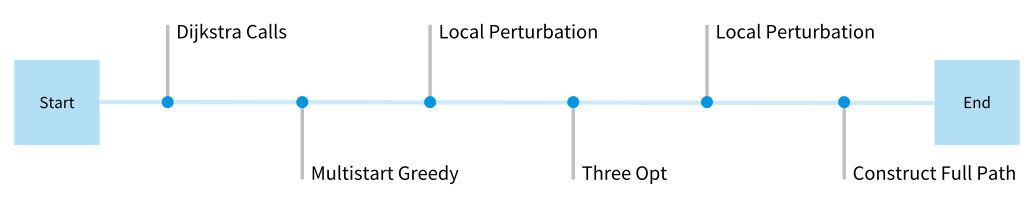 Start
Dijkstra Calls
Multistart Greedy
Local Perturbation
Three Opt
Local Perturbation
Construct Full Path
End